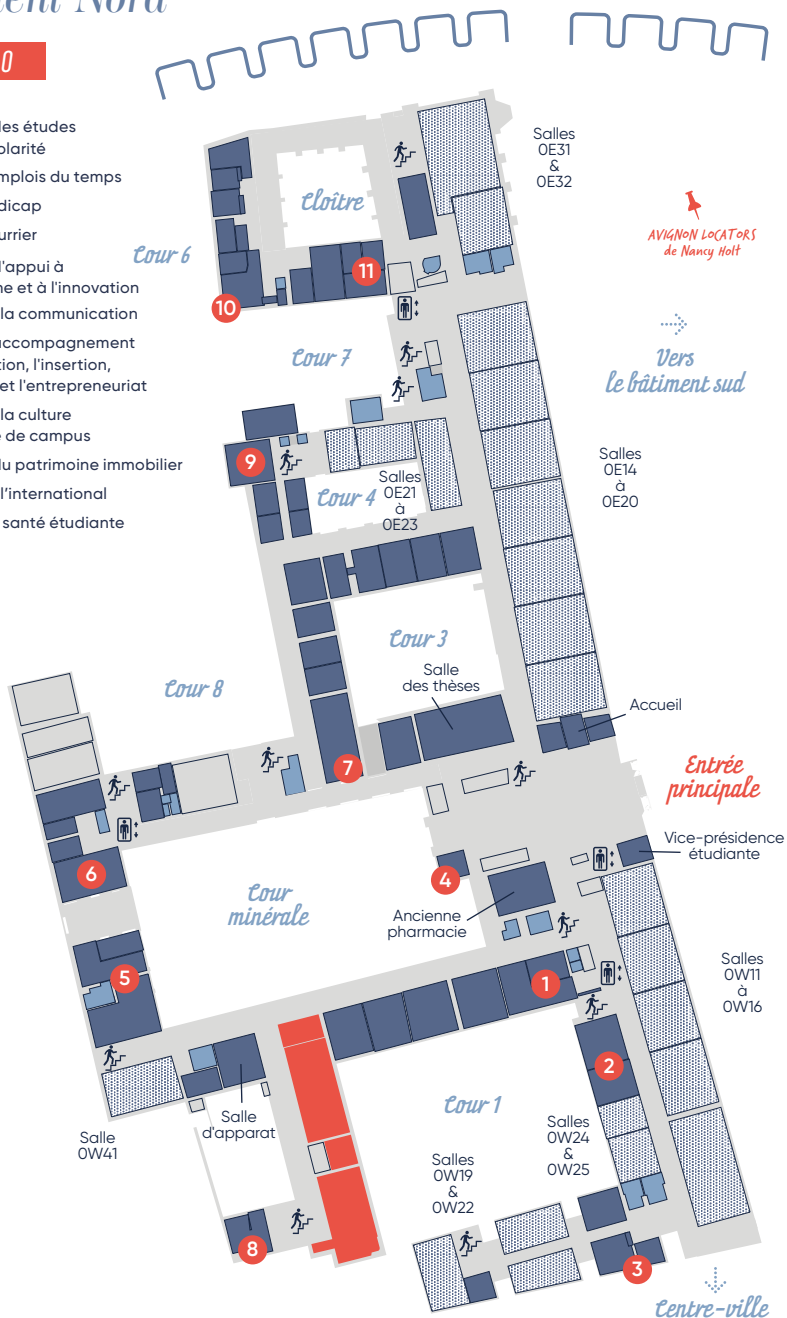 Nord
0
des études
mplois du temps
dicap
urrier
d'appui à
ne et à l'innovation
la communication
accompagnement
tion, l'insertion,
et l'entrepreneuriat
la culture
e de campus
du patrimoine immobilier
l'international
santé étudiante
Salles
0E31
&
0E32
Cloître
AVIGNON LOCATORS
de Nancy Holt
Cour 6
11
10
Cour 7
Vers
le bâtiment sud
9
Salles
0E14
à
0E20
Cour 4
Salles
0E21
à
0E23
Cour 3
Salle
des thèses
Cour 8
Accueil
7
Entrée
principale
Vice-présidence
étudiante
6
4
Cour
minérale
Ancienne
pharmacie
5
1
Salles
0W11
à
0W16
2
Cour 1
Salle
d'apparat
Salle
0W41
Salles
0W24
&
0W25
Salles
0W19
&
0W22
8
3
Centre-ville